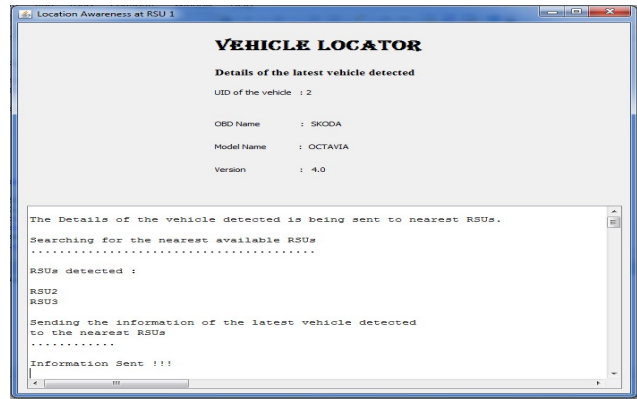 Location Awareness at RSU 1
VEHICLE LOCATOR
Details of the latest vehicle detected
UID of the vehicle : 2
OBD Name : SKODA
Model Name : OCTAVIA
Version : 4.0
The Details of the vehicle detected is being sent to nearest RSUs.
Searching for the nearest available RSUs
.......................................
RSUs detected :
RSU2
RSU3
Sending the information of the latest vehicle detected
to the nearest RSUs
............
Information Sent !!!